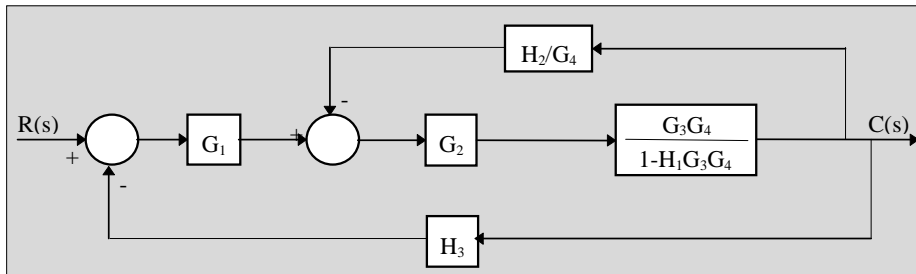 H₂/G₄
-
R(s)
+
G₁
+
G₂
G₃G₄
1-H₁G₃G₄
C(s)
-
H₃